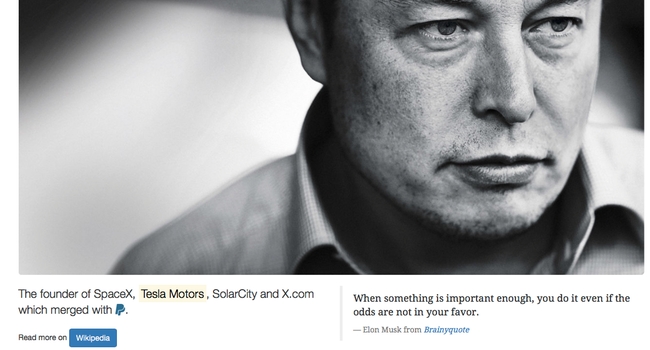 The founder of SpaceX, Tesla Motors, SolarCity and X.com
which merged with .
Read more on Wikipedia
When something is important enough, you do it even if the
odds are not in your favor.
— Elon Musk from Brainyquote